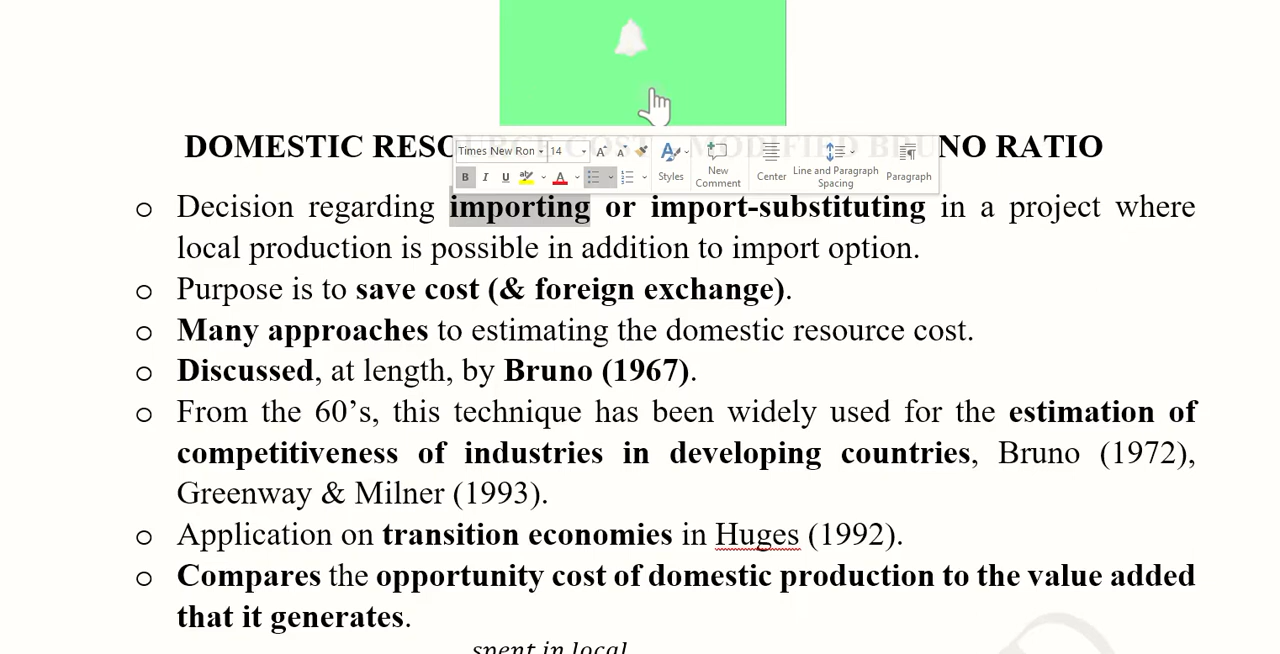 DOMESTIC RESOURCE COST: MODIFIED BRUNO RATIO
Times New Ron 14
B I U Styles New Comment Center Line and Paragraph Spacing Paragraph
o Decision regarding importing or import-substituting in a project where
local production is possible in addition to import option.
o Purpose is to save cost (& foreign exchange).
o Many approaches to estimating the domestic resource cost.
o Discussed, at length, by Bruno (1967).
o From the 60’s, this technique has been widely used for the estimation of
competitiveness of industries in developing countries, Bruno (1972),
Greenway & Milner (1993).
o Application on transition economies in Huges (1992).
o Compares the opportunity cost of domestic production to the value added
that it generates.
spent in local